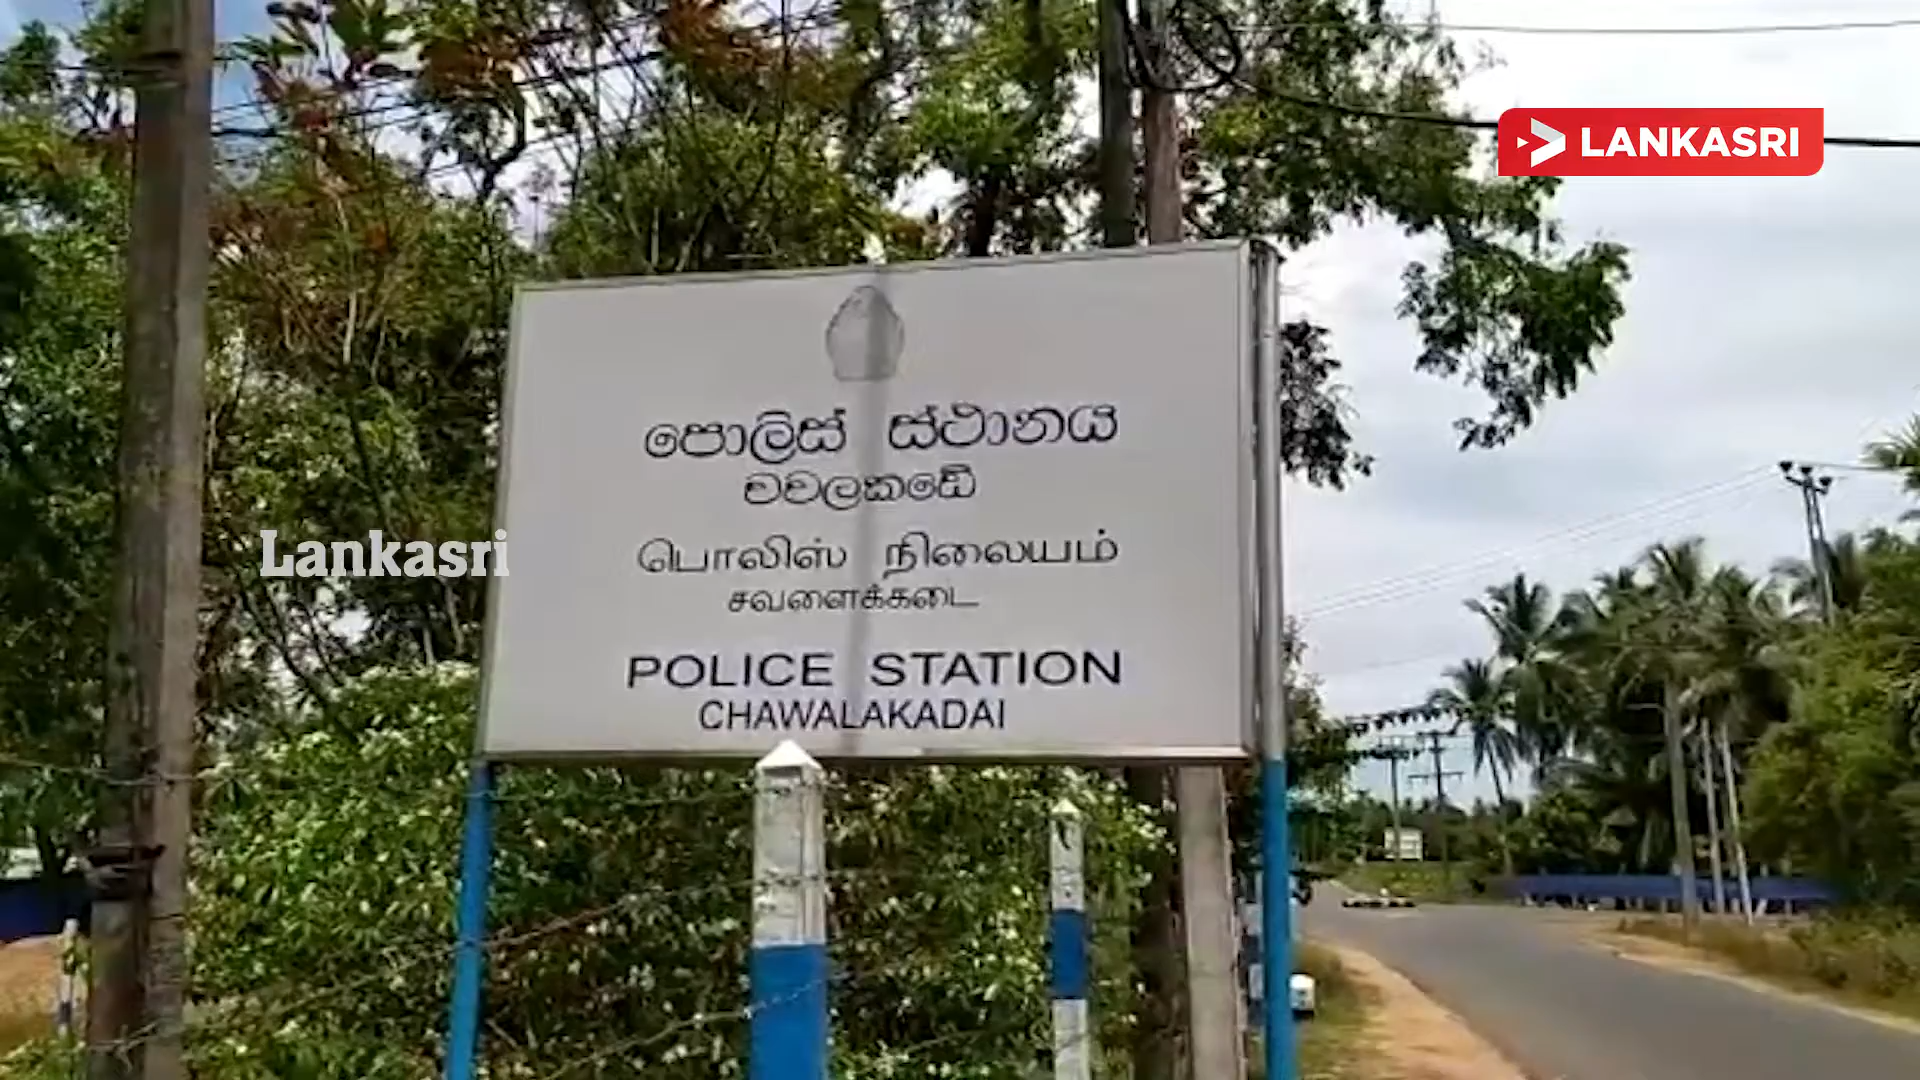 LANKASRI
පොලිස් ස්ථානය
චවලකඩේ
பொலிஸ் நிலையம்
சவளைக்கடை
Lankasri
POLICE STATION
CHAWALAKADAI